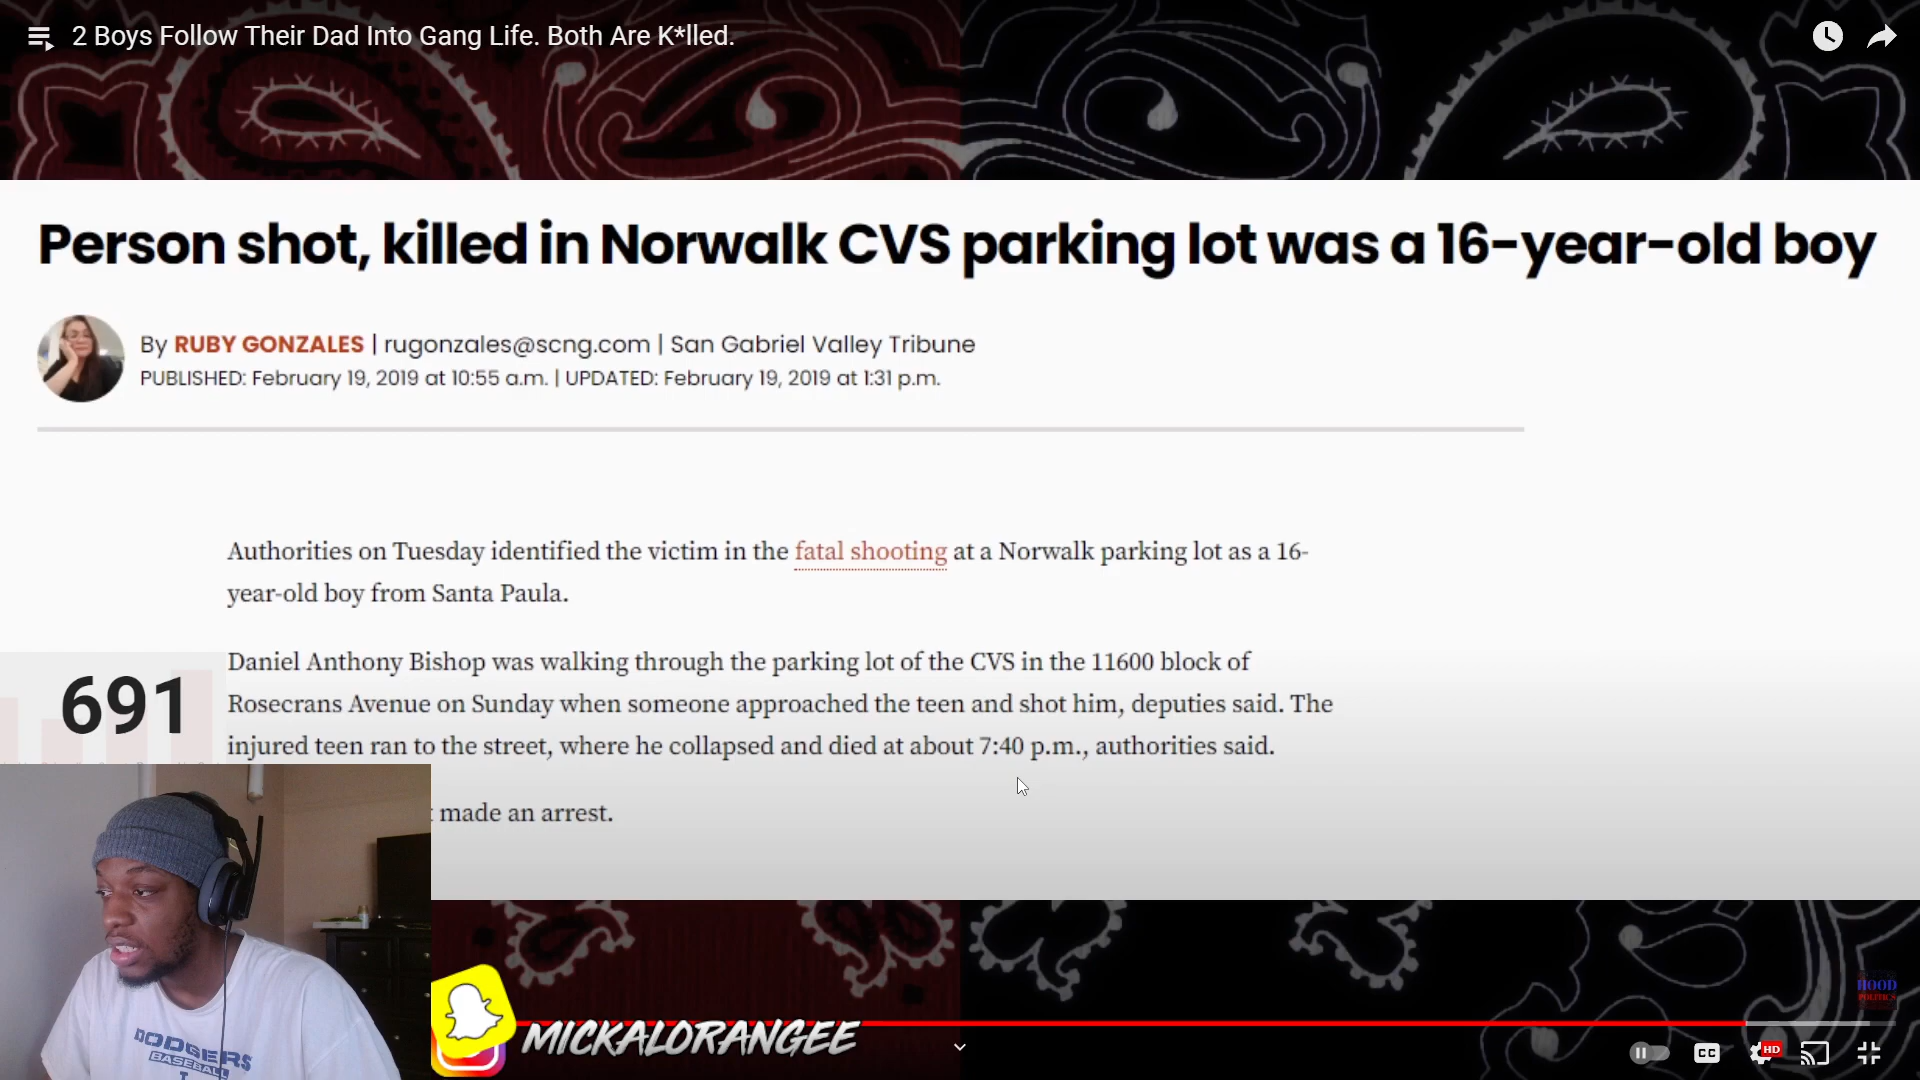 2 Boys Follow Their Dad Into Gang Life. Both Are K*lled.
Person shot, killed in Norwalk CVS parking lot was a 16-year-old boy
By RUBY GONZALES | rugonzales@scng.com | San Gabriel Valley Tribune
PUBLISHED: February 19, 2019 at 10:55 a.m. | UPDATED: February 19, 2019 at 1:31 p.m.
Authorities on Tuesday identified the victim in the fatal shooting at a Norwalk parking lot as a 16-
year-old boy from Santa Paula.
Daniel Anthony Bishop was walking through the parking lot of the CVS in the 11600 block of
Rosecrans Avenue on Sunday when someone approached the teen and shot him, deputies said. The
injured teen ran to the street, where he collapsed and died at about 7:40 p.m., authorities said.
made an arrest.
691
DODGERS
BASEBALL
MICKALORANGEE
HOOD
POLITICS
CC
HD